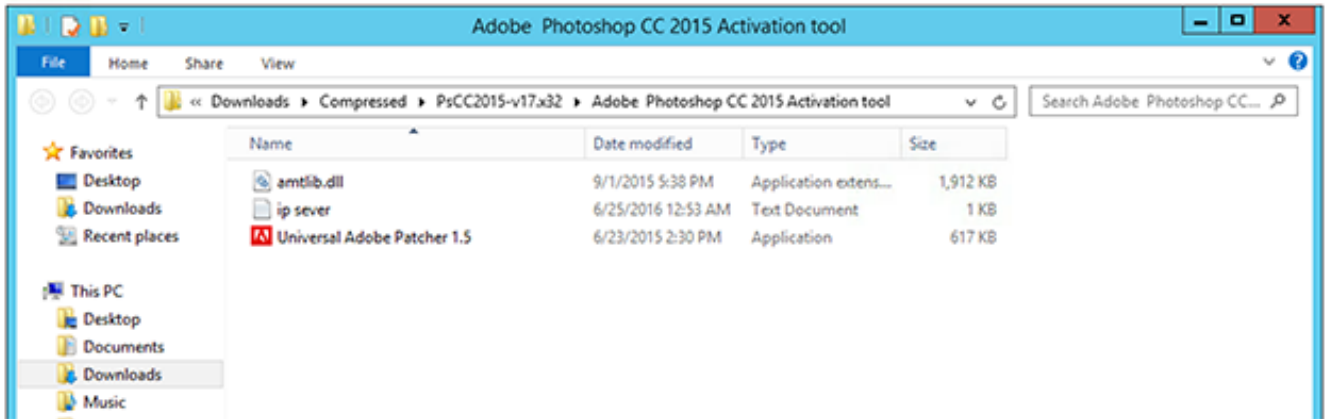 Adobe Photoshop CC 2015 Activation tool
File Home Share View
« Downloads Compressed PsCC2015-v17.x32 Adobe Photoshop CC 2015 Activation tool Search Adobe Photoshop CC...
Favorites
Desktop
Downloads
Recent places
This PC
Desktop
Documents
Downloads
Music
Name Date modified Type Size
amtlib.dll 9/1/2015 5:38 PM Application extens... 1,912 KB
ip sever 6/25/2016 12:53 AM Text Document 1 KB
Universal Adobe Patcher 1.5 6/23/2015 2:30 PM Application 617 KB